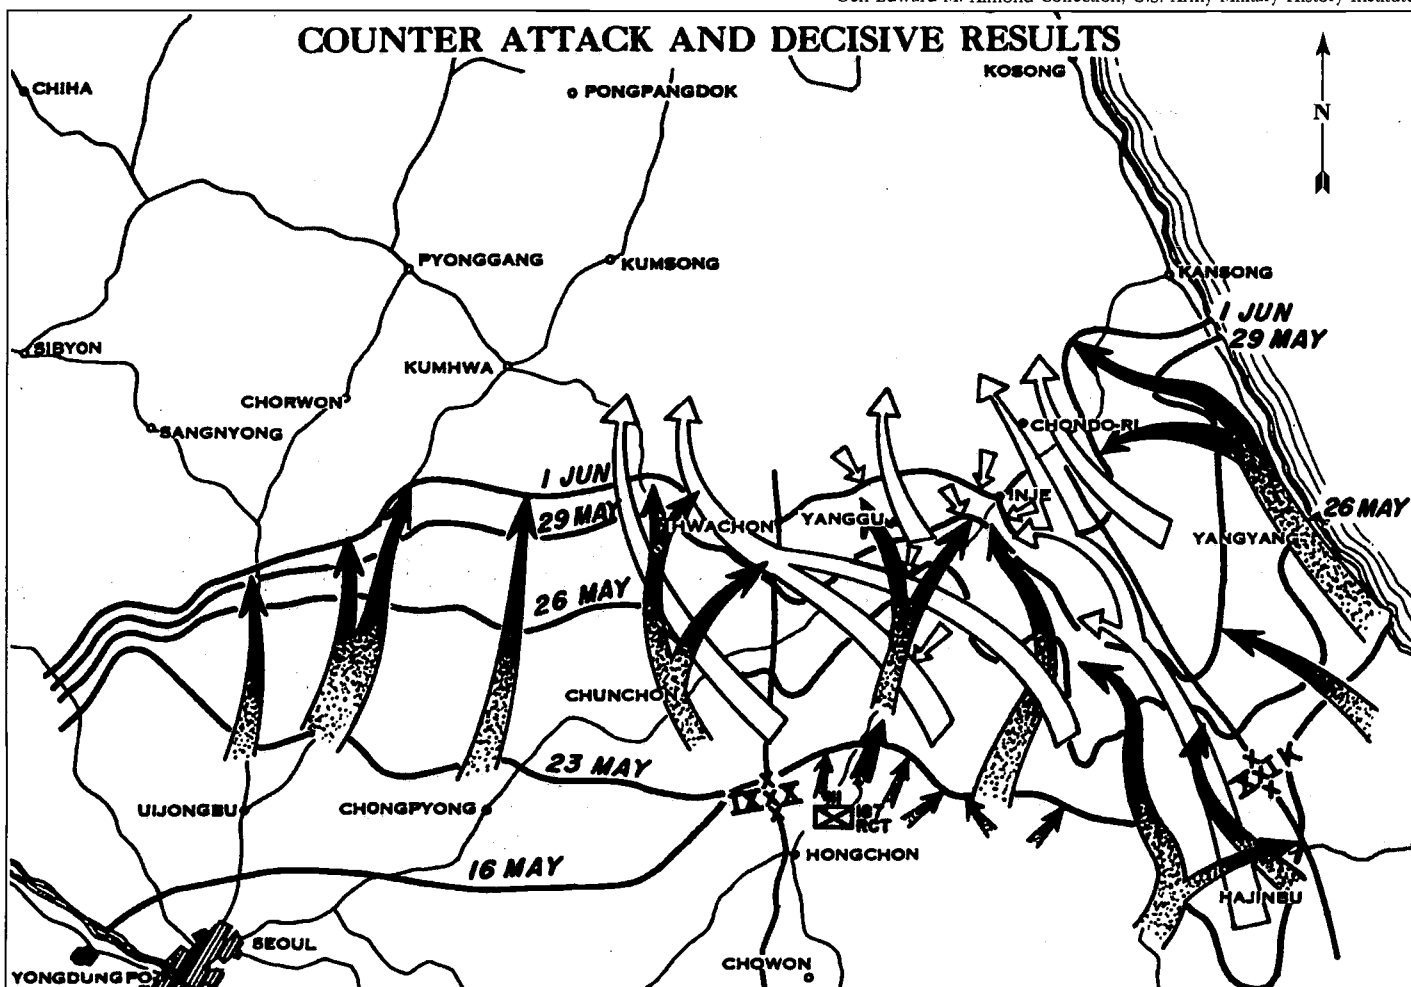 COUNTER ATTACK AND DECISIVE RESULTS
CHIHA
PONGPANGDOK
KOSONG
N
PYONGGANG
KUMSONG
KANSONG
1 JUN
29 MAY
SIBYON
KUMHWA
CHORWON
SANGNYONG
CHONDO-RI
1 JUN
29 MAY
HWACHON
YANGGU
INJE
26 MAY
YANGYANG
26 MAY
CHUNCHON
23 MAY
IX X
X
UIJONGBU
CHONGPYONG
187
RCT
16 MAY
HONGCHON
HAJINBU
SEOUL
CHOWON
YONGDUNGPO